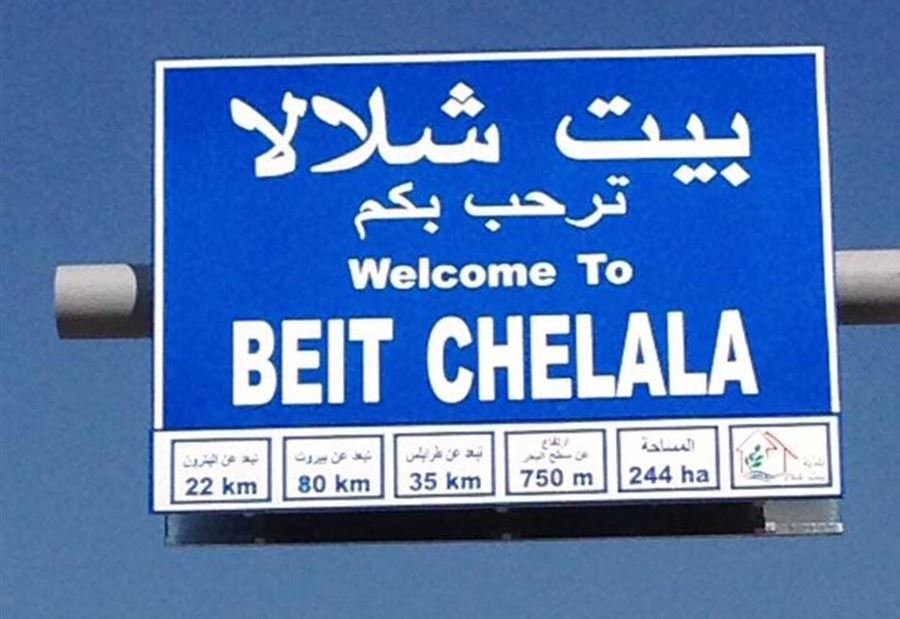 بيت شلالا
ترحب بكم
Welcome To
BEIT CHELALA
المساحة
244 ha
ارتفاع
عن سطح البحر
750 m
تبعد عن طرابلس
35 km
تبعد عن بيروت
80 km
تبعد عن البترون
22 km